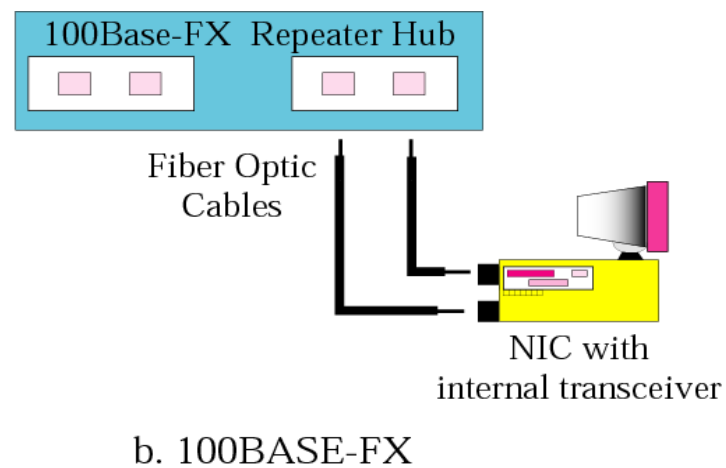 100Base-FX Repeater Hub
Fiber Optic
Cables
NIC with
internal transceiver
b. 100BASE-FX